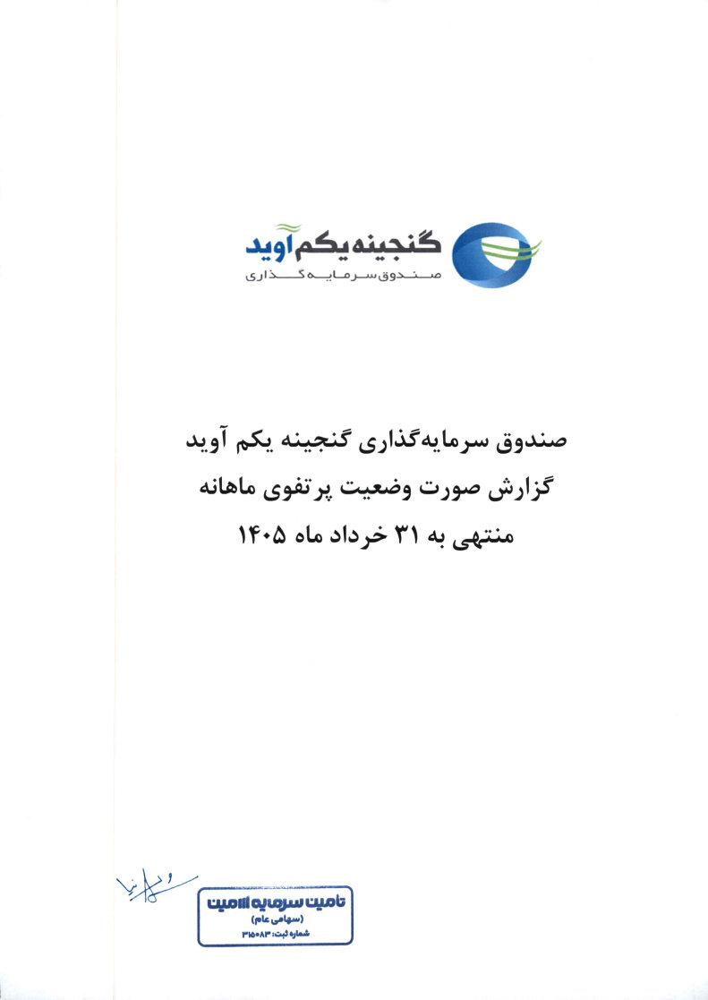 گنجینه یکم آوید
صندوق سرمایه گذاری
صندوق سرمایه‌گذاری گنجینه یکم آوید
گزارش صورت وضعیت پرتفوی ماهانه
منتهی به ۳۱ خرداد ماه ۱۴۰۵
تامین سرمایه امین
(سهامی عام)
شماره ثبت: ۳۱۵۰۸۳